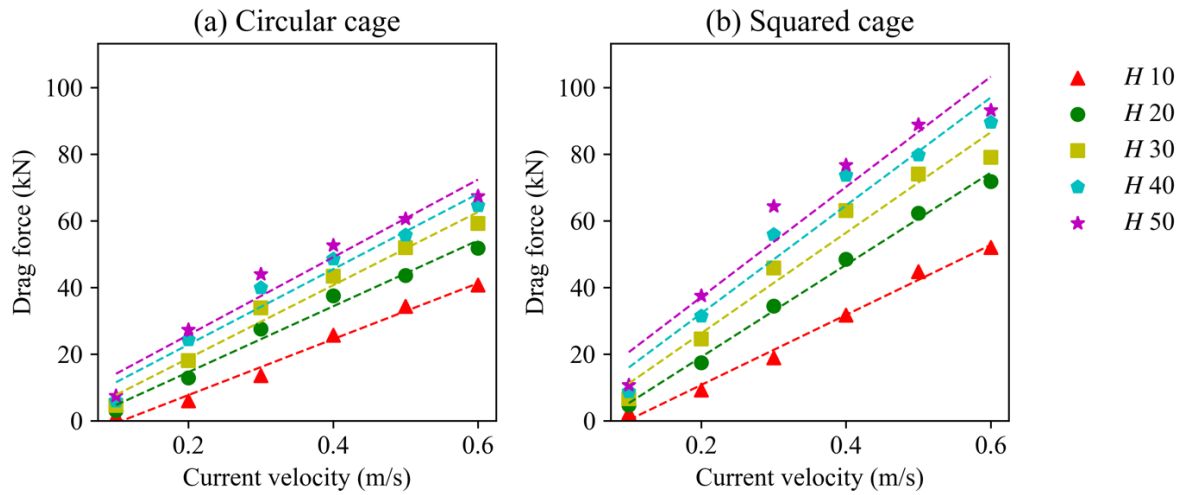 (a) Circular cage
(b) Squared cage
Drag force (kN)
100
80
60
40
20
0
0.2
0.4
0.6
Current velocity (m/s)
Drag force (kN)
100
80
60
40
20
0
0.2
0.4
0.6
Current velocity (m/s)
H 10
H 20
H 30
H 40
H 50